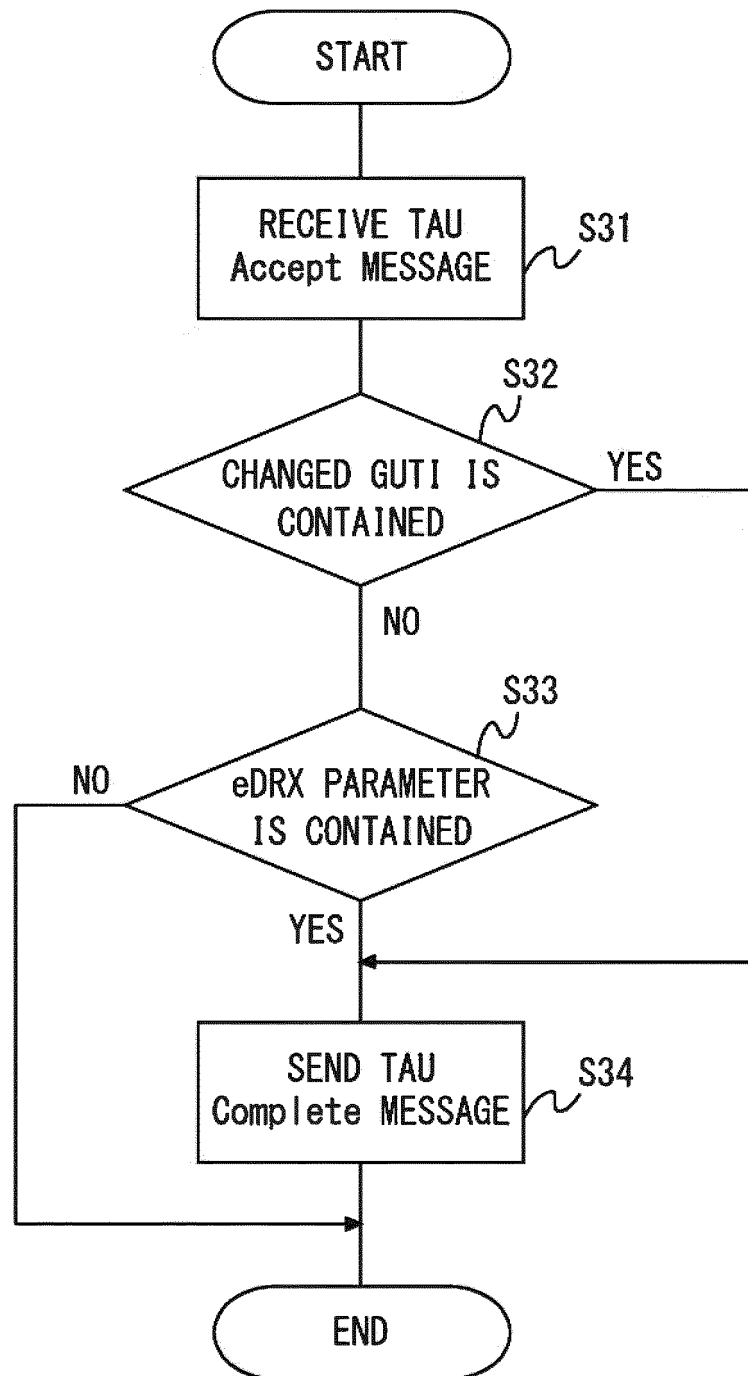 START
RECEIVE TAU
Accept MESSAGE
S31
S32
CHANGED GUTI IS
CONTAINED
YES
NO
S33
NO
eDRX PARAMETER
IS CONTAINED
YES
SEND TAU
Complete MESSAGE
S34
END